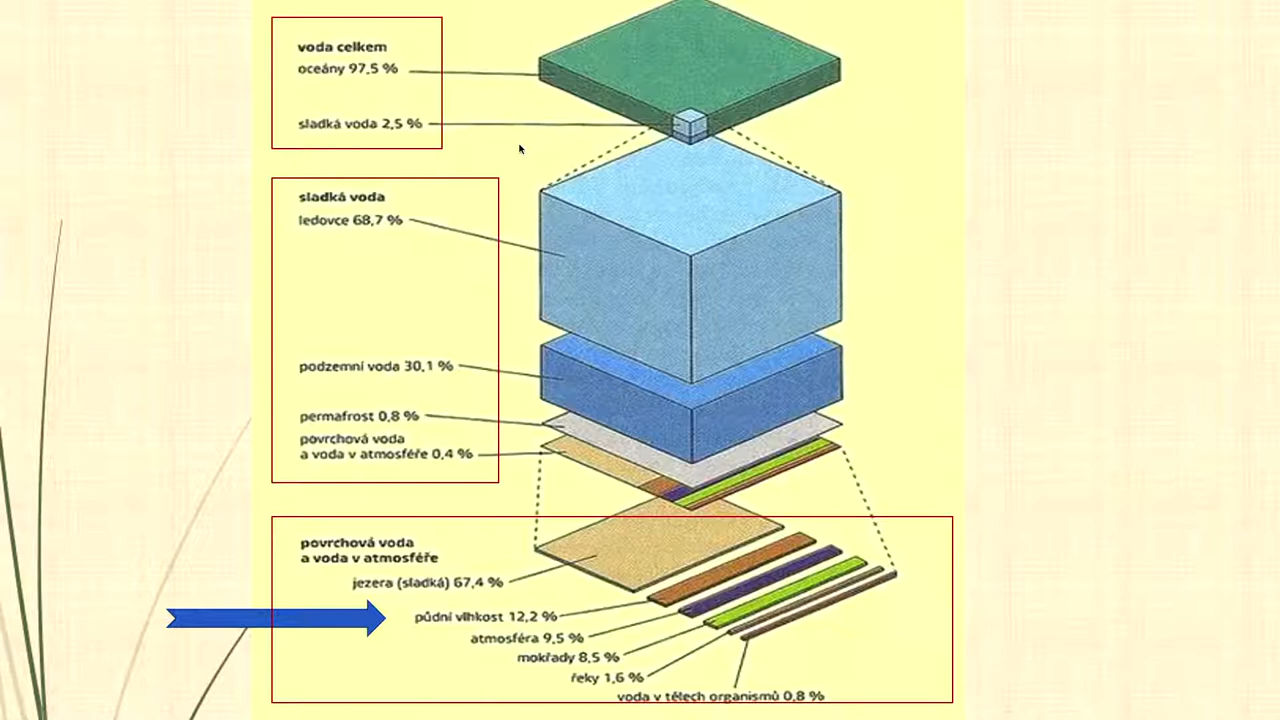 voda celkem
oceány 97,5 %
sladká voda 2,5 %
sladká voda
ledovce 68,7 %
podzemní voda 30,1 %
permafrost 0,8 %
povrchová voda
a voda v atmosféře 0,4 %
povrchová voda
a voda v atmosféře
jezera (sladká) 67,4 %
půdní vlhkost 12,2 %
atmosféra 9,5 %
mokřady 8,5 %
řeky 1,6 %
voda v tělech organismů 0,8 %